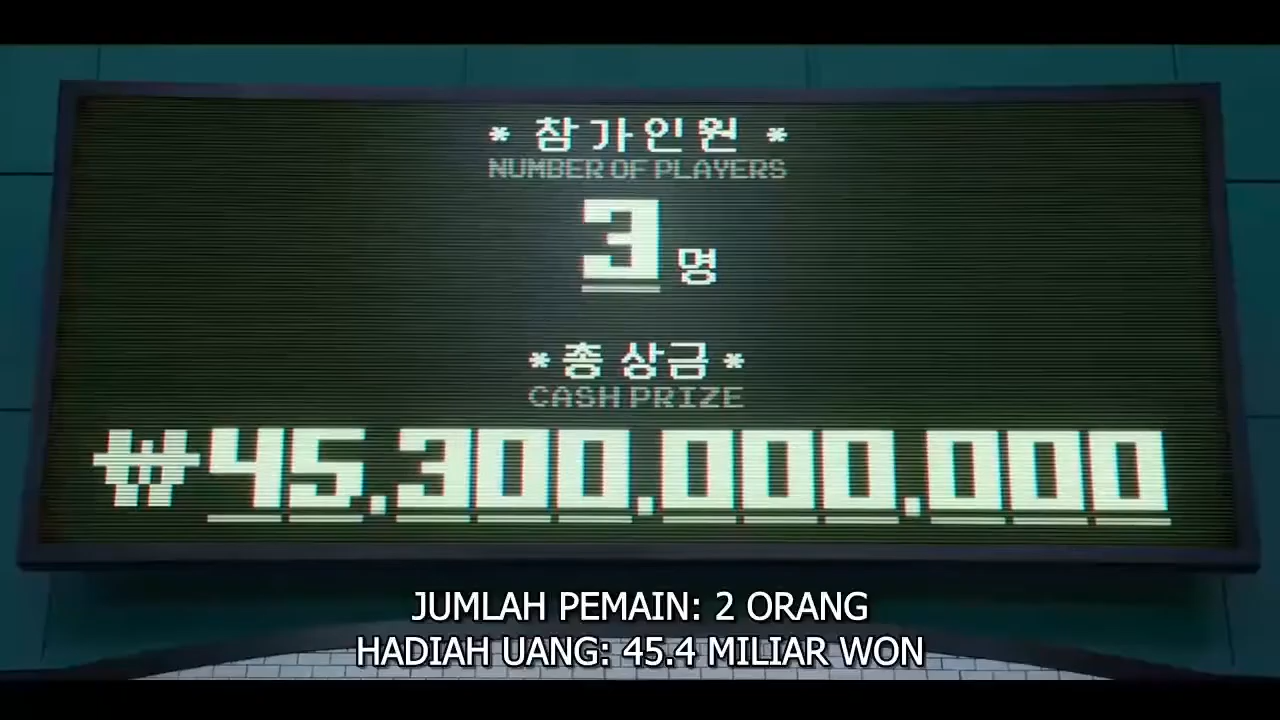 * 참가인원 *
NUMBER OF PLAYERS
3 명
* 총 상금 *
CASH PRIZE
₩45,300,000,000
JUMLAH PEMAIN: 2 ORANG
HADIAH UANG: 45.4 MILIAR WON